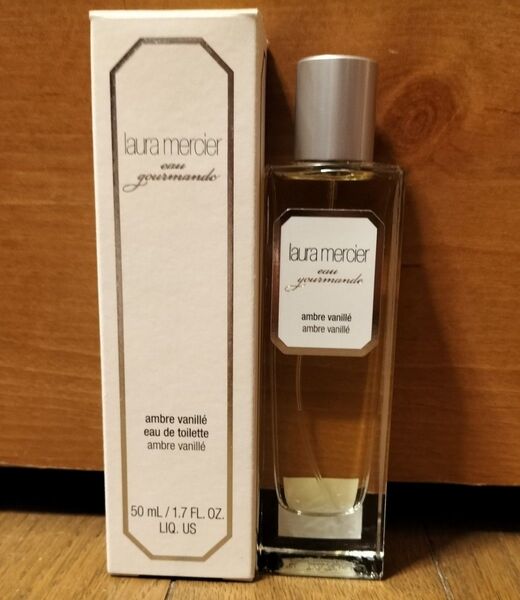 laura mercier
eau
gourmande
ambre vanillé
eau de toilette
ambre vanillé
50 mL / 1.7 FL. OZ.
LIQ. US
laura mercier
eau
gourmande
ambre vanillé
ambre vanillé